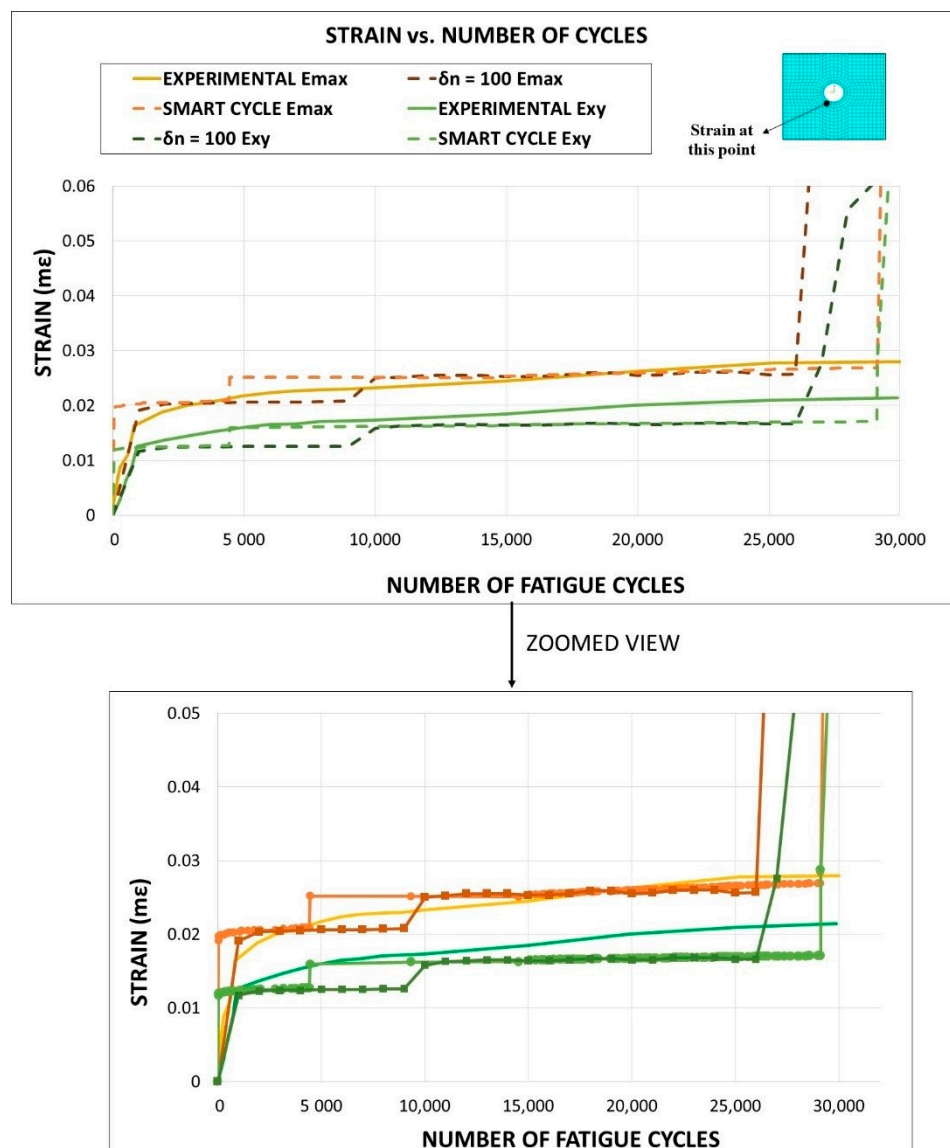 STRAIN vs. NUMBER OF CYCLES
EXPERIMENTAL Emax
δn = 100 Emax
SMART CYCLE Emax
EXPERIMENTAL Exy
δn = 100 Exy
SMART CYCLE Exy
Strain at
this point
STRAIN (mε)
0.06
0.05
0.04
0.03
0.02
0.01
0
0 5 000 10,000 15,000 20,000 25,000 30,000
NUMBER OF FATIGUE CYCLES
ZOOMED VIEW
STRAIN (mε)
0.05
0.04
0.03
0.02
0.01
0
0 5 000 10,000 15,000 20,000 25,000 30,000
NUMBER OF FATIGUE CYCLES